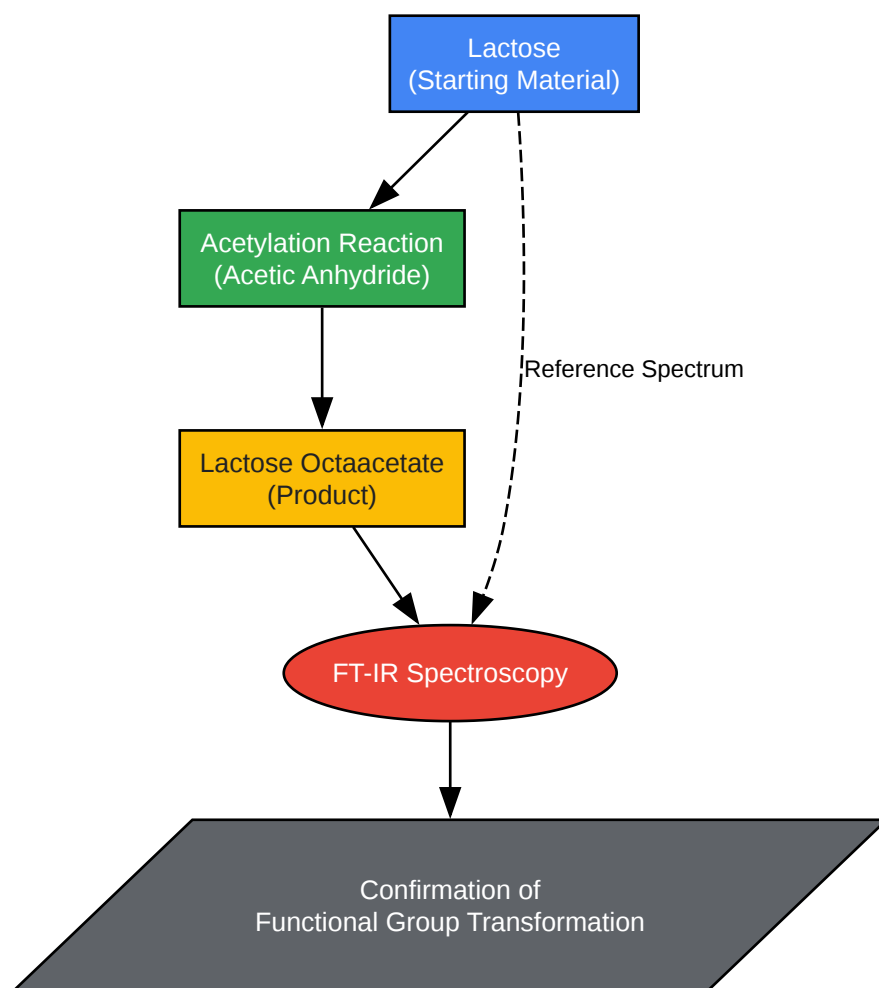 Lactose
(Starting Material)
Acetylation Reaction
(Acetic Anhydride)
Reference Spectrum
Lactose Octaacetate
(Product)
FT-IR Spectroscopy
Confirmation of
Functional Group Transformation